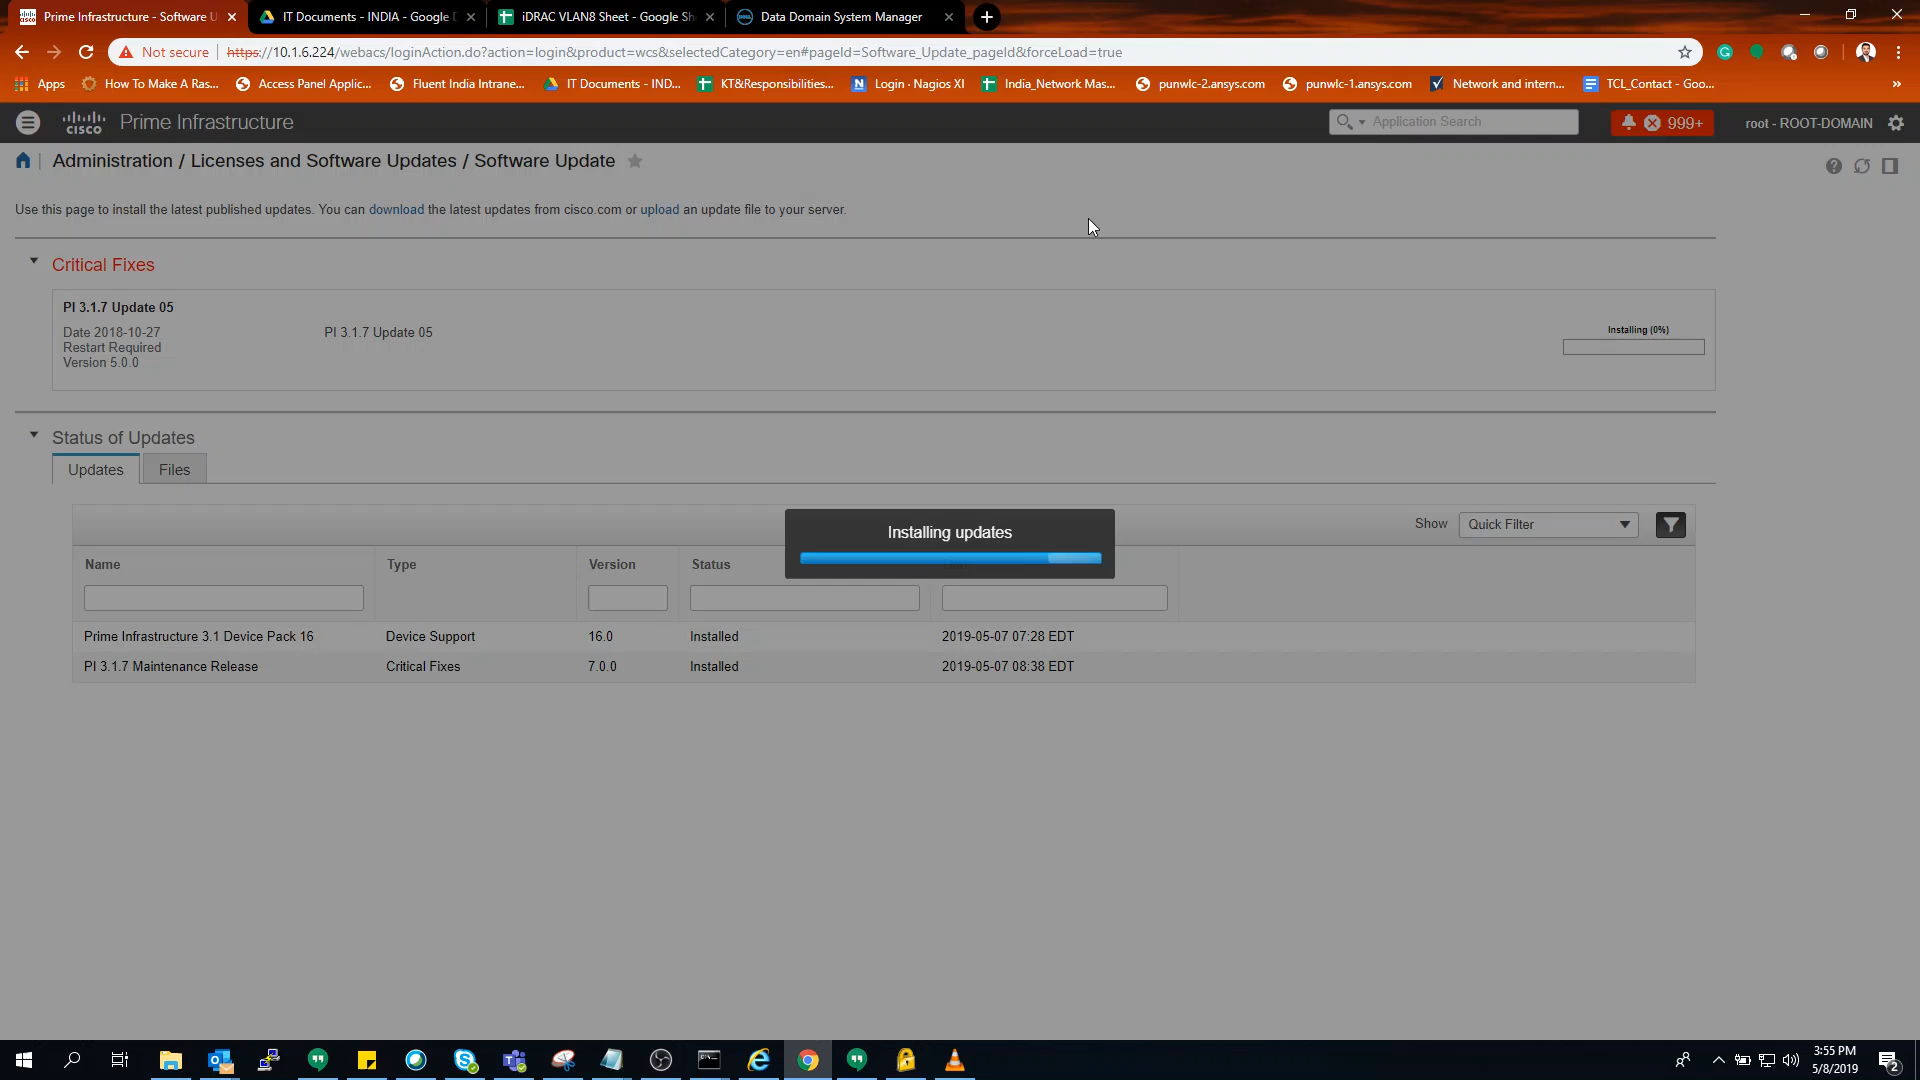 Prime Infrastructure - Software U
IT Documents - INDIA - Google D
iDRAC VLAN8 Sheet - Google Sh
Data Domain System Manager
Not secure
https://10.1.6.224/webacs/loginAction.do?action=login&product=wcs&selectedCategory=en#pageId=Software_Update_pageId&forceLoad=true
Apps
How To Make A Ras...
Access Panel Applic...
Fluent India Intrane...
IT Documents - IND...
KT&Responsibilities...
Login · Nagios XI
India_Network Mas...
punwlc-2.ansys.com
punwlc-1.ansys.com
Network and intern...
TCL_Contact - Goo...
»
cisco
Prime Infrastructure
Application Search
999+
root - ROOT-DOMAIN
Administration / Licenses and Software Updates / Software Update
Use this page to install the latest published updates. You can download the latest updates from cisco.com or upload an update file to your server.
Critical Fixes
PI 3.1.7 Update 05
Date 2018-10-27
Restart Required
Version 5.0.0
PI 3.1.7 Update 05
Installing (0%)
Status of Updates
Updates
Files
Show
Quick Filter
Installing updates
Name
Type
Version
Status
Prime Infrastructure 3.1 Device Pack 16
Device Support
16.0
Installed
2019-05-07 07:28 EDT
PI 3.1.7 Maintenance Release
Critical Fixes
7.0.0
Installed
2019-05-07 08:38 EDT
3:55 PM
5/8/2019
2